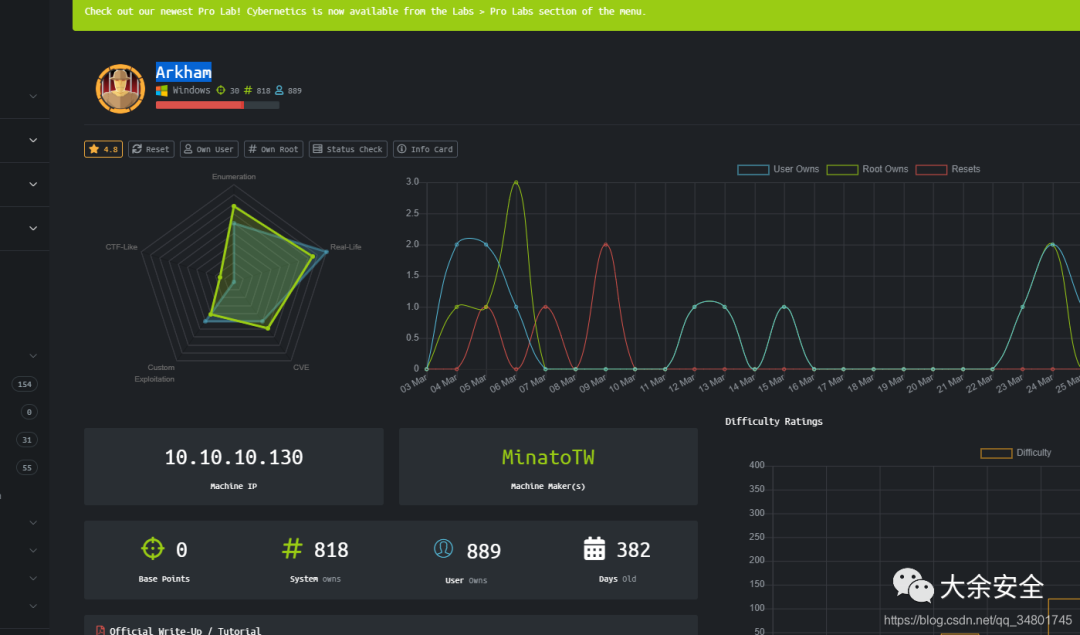 Check out our newest Pro Lab! Cybernetics is now available from the Labs > Pro Labs section of the menu.
Arkham
Windows 30 # 818 889
4.8 Reset Own User # Own Root Status Check Info Card
User Owns Root Owns Resets
Enumeration
Real-Life
CVE
Custom
Exploitation
CTF-Like
3.0
2.5
2.0
1.5
1.0
0.5
0
03 Mar 04 Mar 05 Mar 06 Mar 07 Mar 08 Mar 09 Mar 10 Mar 11 Mar 12 Mar 13 Mar 14 Mar 15 Mar 16 Mar 17 Mar 18 Mar 19 Mar 20 Mar 21 Mar 22 Mar 23 Mar 24 Mar 25 Mar
154
0
31
55
10.10.10.130
Machine IP
MinatoTW
Machine Maker(s)
0
Base Points
# 818
System owns
889
User Owns
382
Days Old
Official Write-Up / Tutorial
Difficulty Ratings
Difficulty
400
350
300
250
200
150
100
50
大余安全
https://blog.csdn.net/qq_34801745